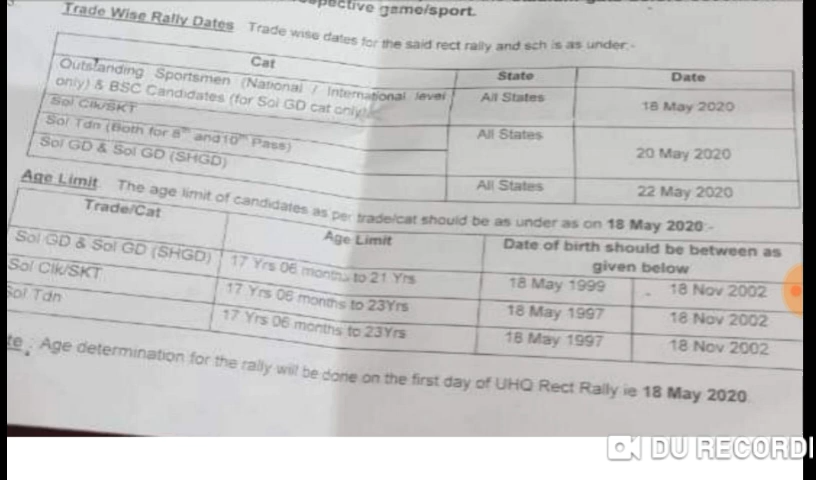 spective game/sport.
Trade Wise Rally Dates Trade wise dates for the said rect rally and sch is as under:-
Cat State Date
Outstanding Sportsmen (National / International level All States 18 May 2020
only) & BSC Candidates (for Sol GD cat only)
Sol Clk/SKT All States 20 May 2020
Sol Tdn (Both for 8th and 10th Pass)
Sol GD & Sol GD (SHGD) All States 22 May 2020
Age Limit The age limit of candidates as per trade/cat should be as under as on 18 May 2020:-
Trade/Cat Age Limit Date of birth should be between as
given below
Sol GD & Sol GD (SHGD) 17 Yrs 06 months to 21 Yrs 18 May 1999 18 Nov 2002
Sol Clk/SKT 17 Yrs 06 months to 23Yrs 18 May 1997 18 Nov 2002
Sol Tdn 17 Yrs 06 months to 23Yrs 18 May 1997 18 Nov 2002
te : Age determination for the rally will be done on the first day of UHQ Rect Rally ie 18 May 2020
DU RECORDI